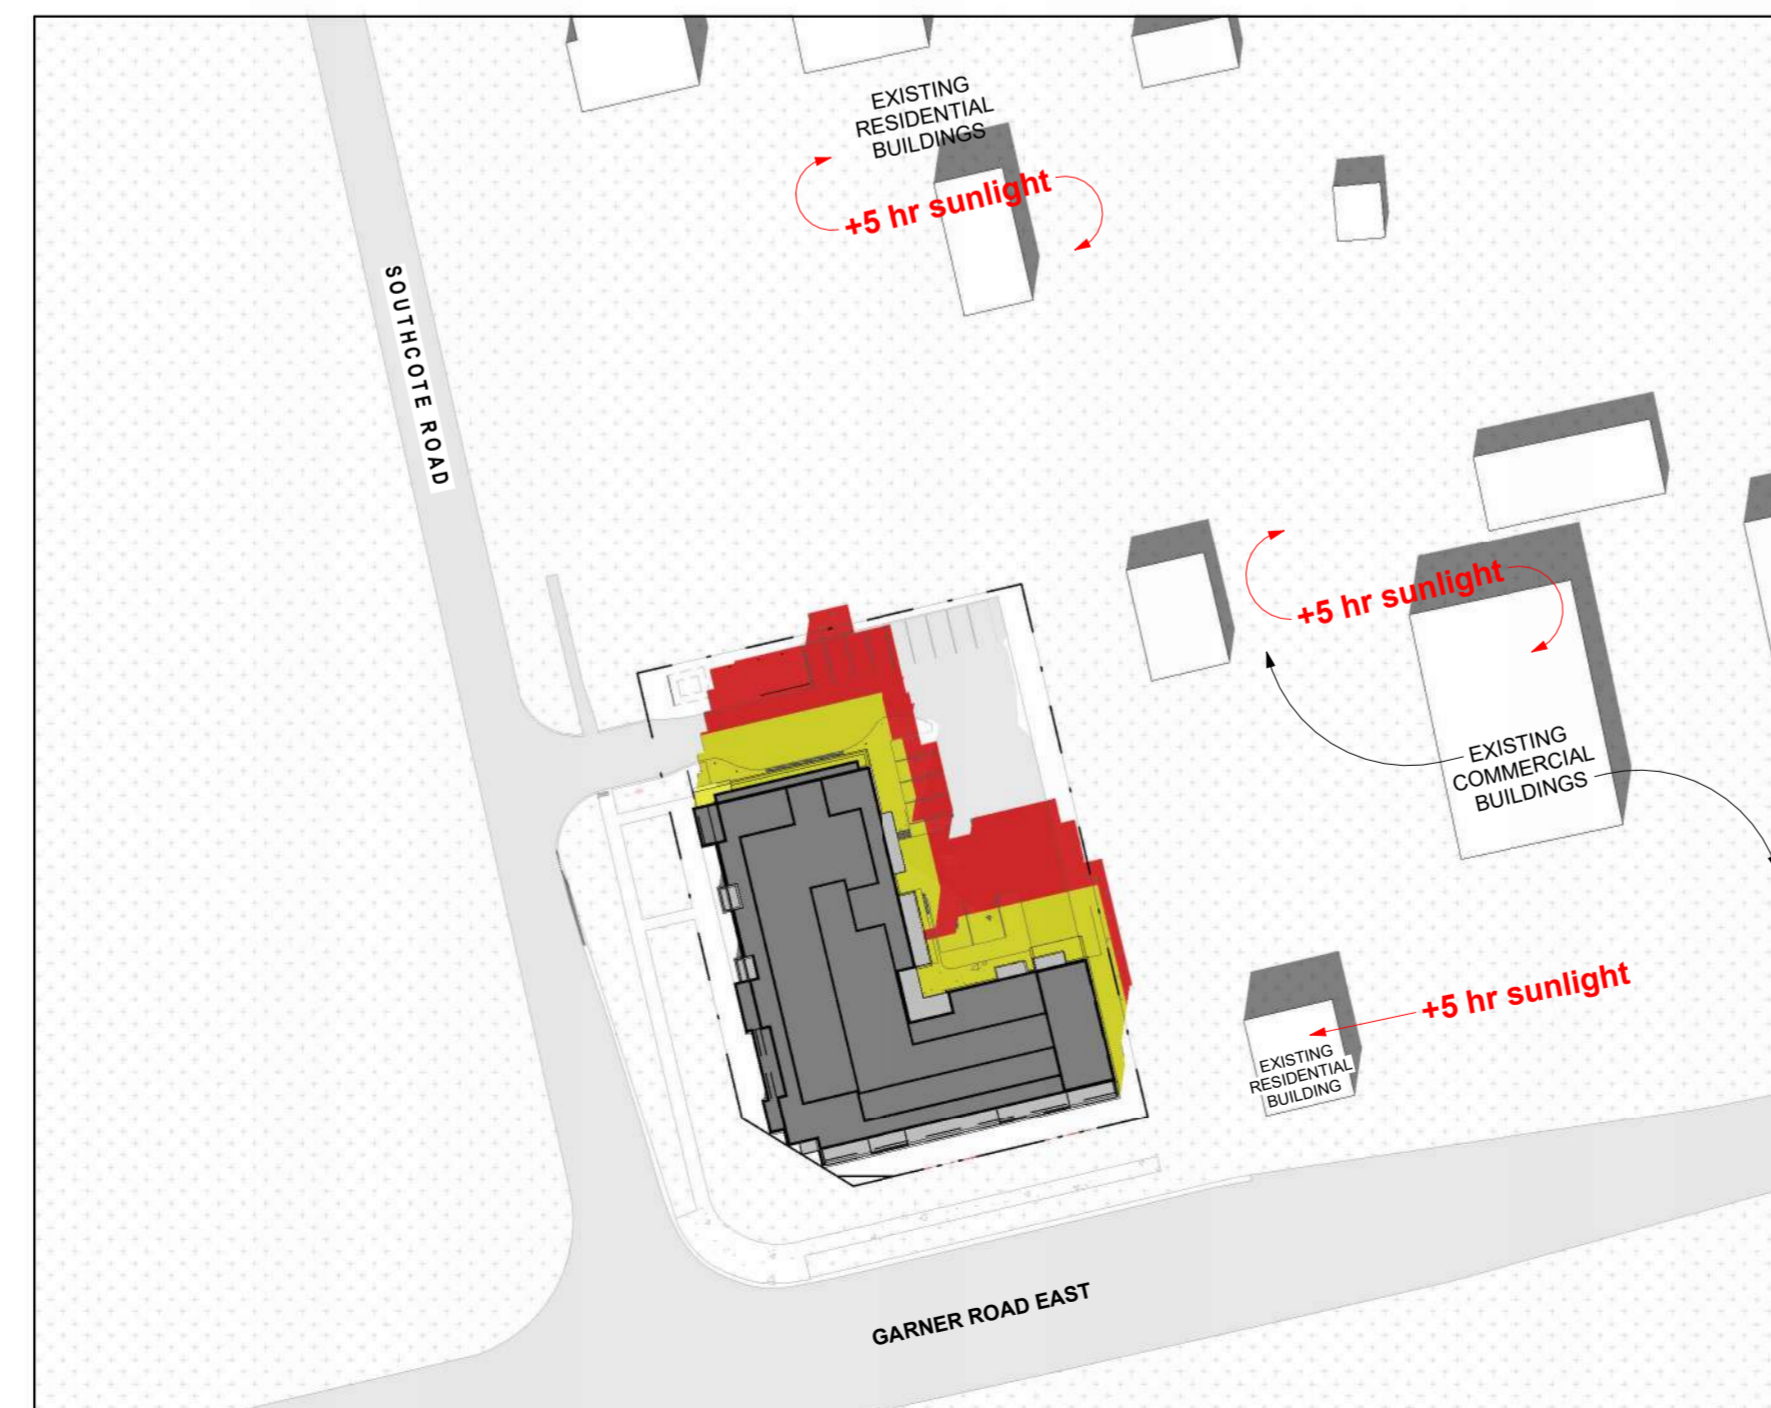 EXISTING
RESIDENTIAL
BUILDINGS
+5 hr sunlight
SOUTHCOTE ROAD
+5 hr sunlight
EXISTING
COMMERCIAL
BUILDINGS
+5 hr sunlight
EXISTING
RESIDENTIAL
BUILDING
GARNER ROAD EAST